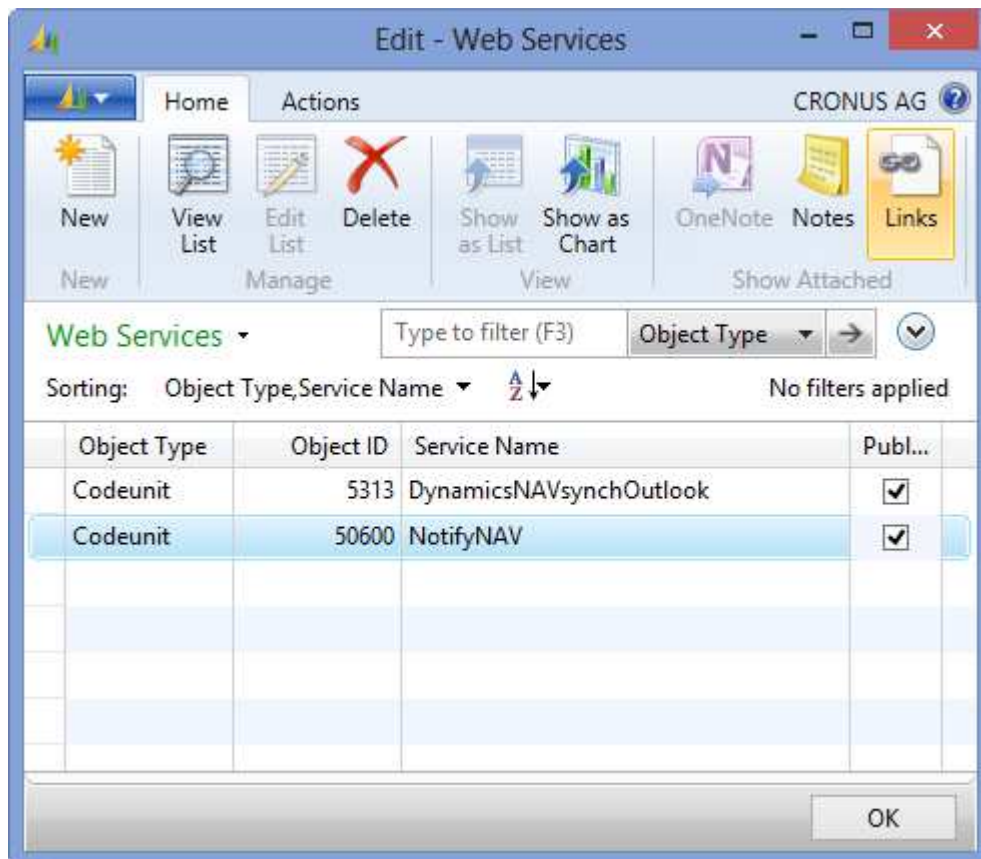 Edit - Web Services
Home Actions CRONUS AG
New View List Edit List Delete Show as List Show as Chart OneNote Notes Links
New Manage View Show Attached
Web Services Type to filter (F3) Object Type
Sorting: Object Type,Service Name No filters applied
Object Type Object ID Service Name Publ...
Codeunit 5313 DynamicsNAVsynchOutlook
Codeunit 50600 NotifyNAV
OK